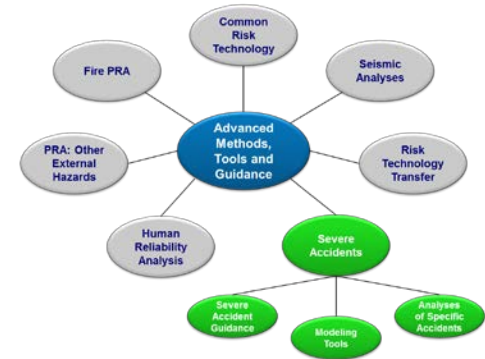 Common
Risk
Technology
Fire PRA
Seismic
Analyses
Advanced
Methods,
Tools and
Guidance
PRA: Other
External
Hazards
Risk
Technology
Transfer
Human
Reliability
Analysis
Severe
Accidents
Severe
Accident
Guidance
Modeling
Tools
Analyses
of Specific
Accidents